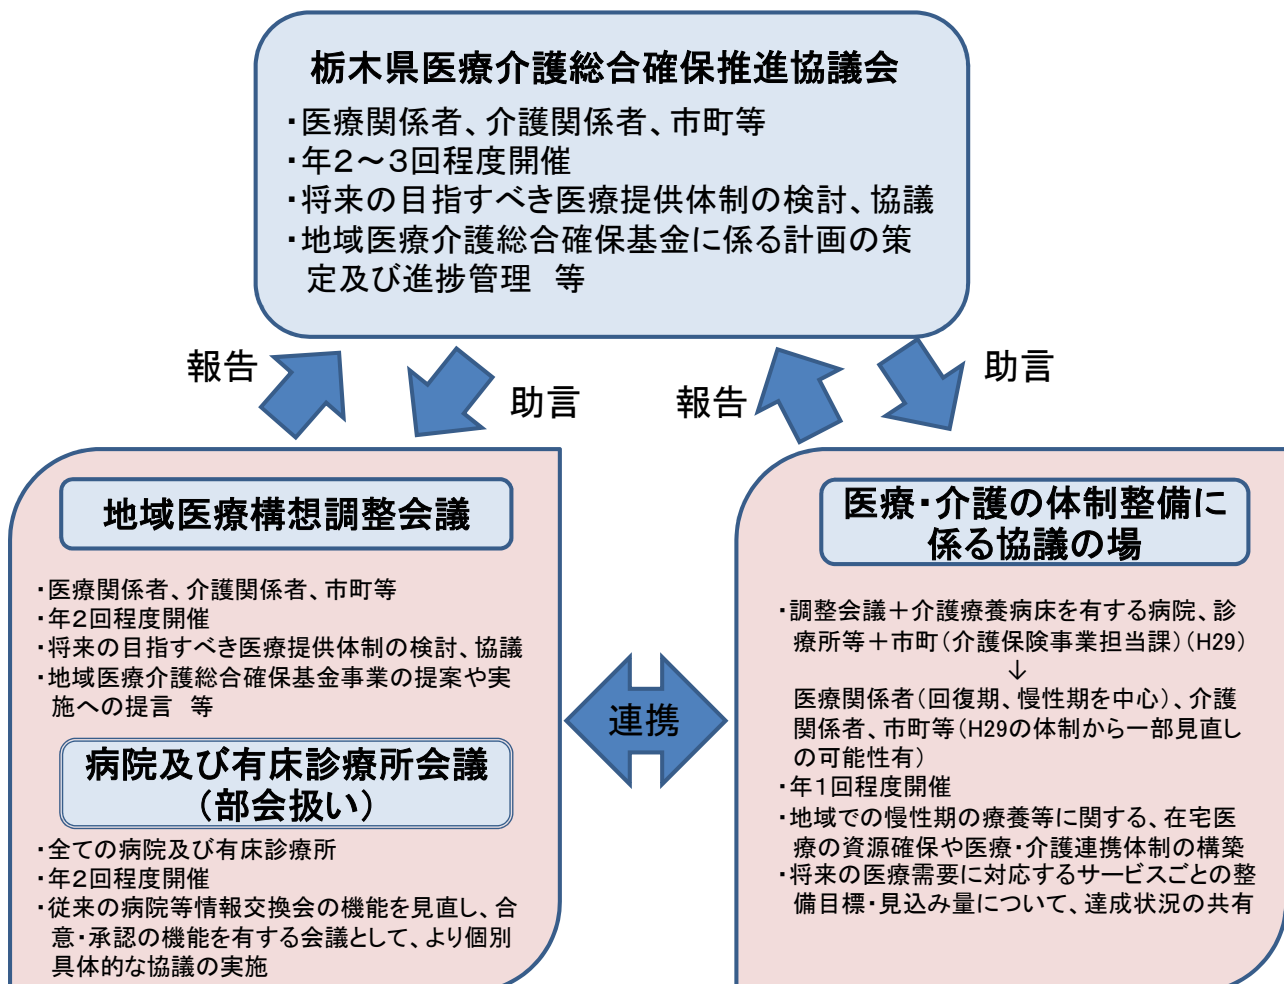 栃木県医療介護総合確保推進協議会
・医療関係者、介護関係者、市町等
・年２～３回程度開催
・将来の目指すべき医療提供体制の検討、協議
・地域医療介護総合確保基金に係る計画の策
定及び進捗管理　等
報告
助言
報告
助言
地域医療構想調整会議
・医療関係者、介護関係者、市町等
・年２回程度開催
・将来の目指すべき医療提供体制の検討、協議
・地域医療介護総合確保基金事業の提案や実
施への提言　等
病院及び有床診療所会議
（部会扱い）
・全ての病院及び有床診療所
・年２回程度開催
・従来の病院等情報交換会の機能を見直し、合
意・承認の機能を有する会議として、より個別
具体的な協議の実施
連携
医療・介護の体制整備に
係る協議の場
・調整会議＋介護療養病床を有する病院、診
療所等＋市町（介護保険事業担当課）（H29）
↓
医療関係者（回復期、慢性期を中心）、介護
関係者、市町等（H29の体制から一部見直し
の可能性有）
・年１回程度開催
・地域での慢性期の療養等に関する、在宅医
療の資源確保や医療・介護連携体制の構築
・将来の医療需要に対応するサービスごとの整
備目標・見込み量について、達成状況の共有